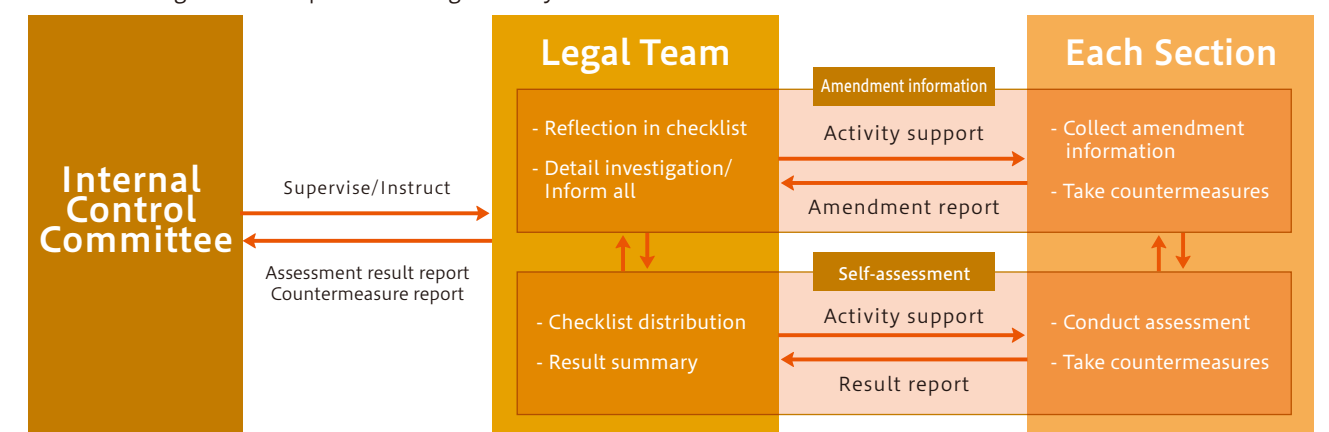 Internal
Control
Committee
Supervise/Instruct
Assessment result report
Countermeasure report
Legal Team
Each Section
Amendment information
- Reflection in checklist
- Detail investigation/
Inform all
Activity support
Amendment report
- Collect amendment
information
- Take countermeasures
Self-assessment
- Checklist distribution
- Result summary
Activity support
Result report
- Conduct assessment
- Take countermeasures